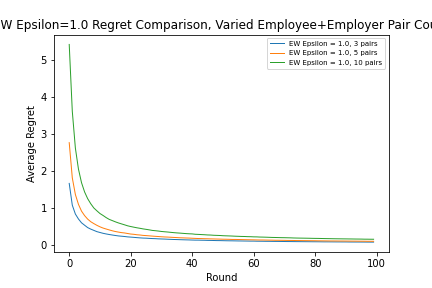 W Epsilon=1.0 Regret Comparison, Varied Employee+Employer Pair
EW Epsilon = 1.0, 3 pairs
EW Epsilon = 1.0, 5 pairs
EW Epsilon = 1.0, 10 pairs
5
4
3
2
1
0
Average Regret
0 20 40 60 80 100
Round